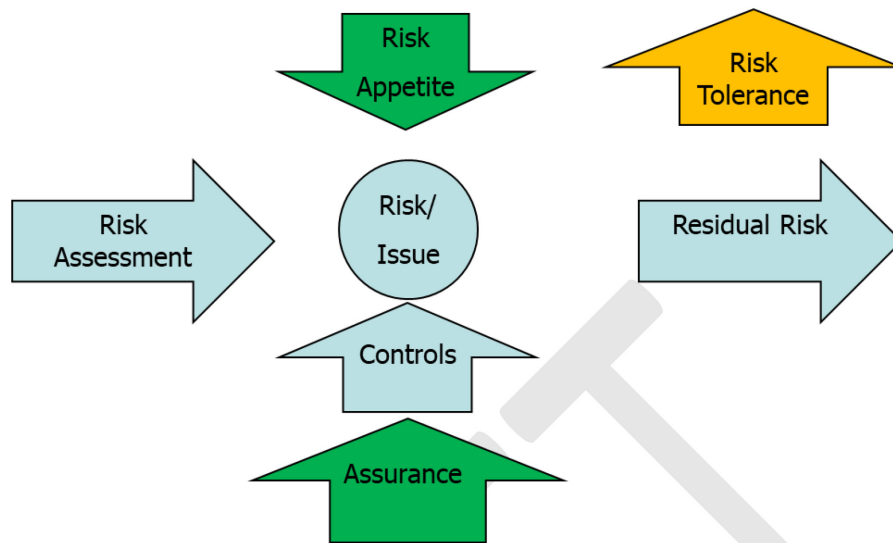 Risk
Appetite
Risk
Tolerance
Risk
Assessment
Risk/
Issue
Residual Risk
Controls
Assurance